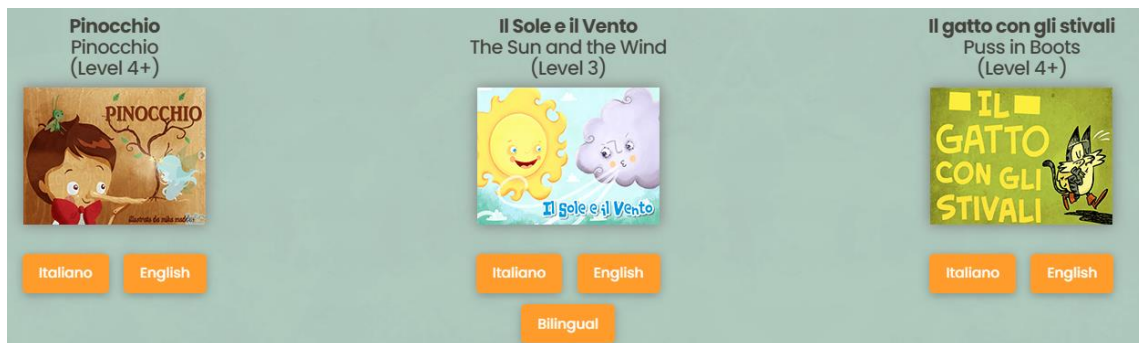 Pinocchio
Pinocchio
(Level 4+)
PINOCCHIO
Italiano
English
Il Sole e il Vento
The Sun and the Wind
(Level 3)
Il Sole e il Vento
Italiano
English
Bilingual
Il gatto con gli stivali
Puss in Boots
(Level 4+)
IL
GATTO
CON GLI
STIVALI
Italiano
English